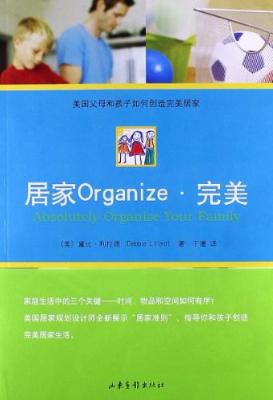 美国父母和孩子如何创造完美居家
居家Organize·完美
Absolutely Organize Your Family
(美) 黛比·利拉德 (Debbie Lillard) 著 于童 译
家庭生活中的三个关键——时间、物品和空间如何有序?
美国居家规划设计师全新展示“居家准则”,指导你和孩子创造
完美居家生活。
山东画报出版社